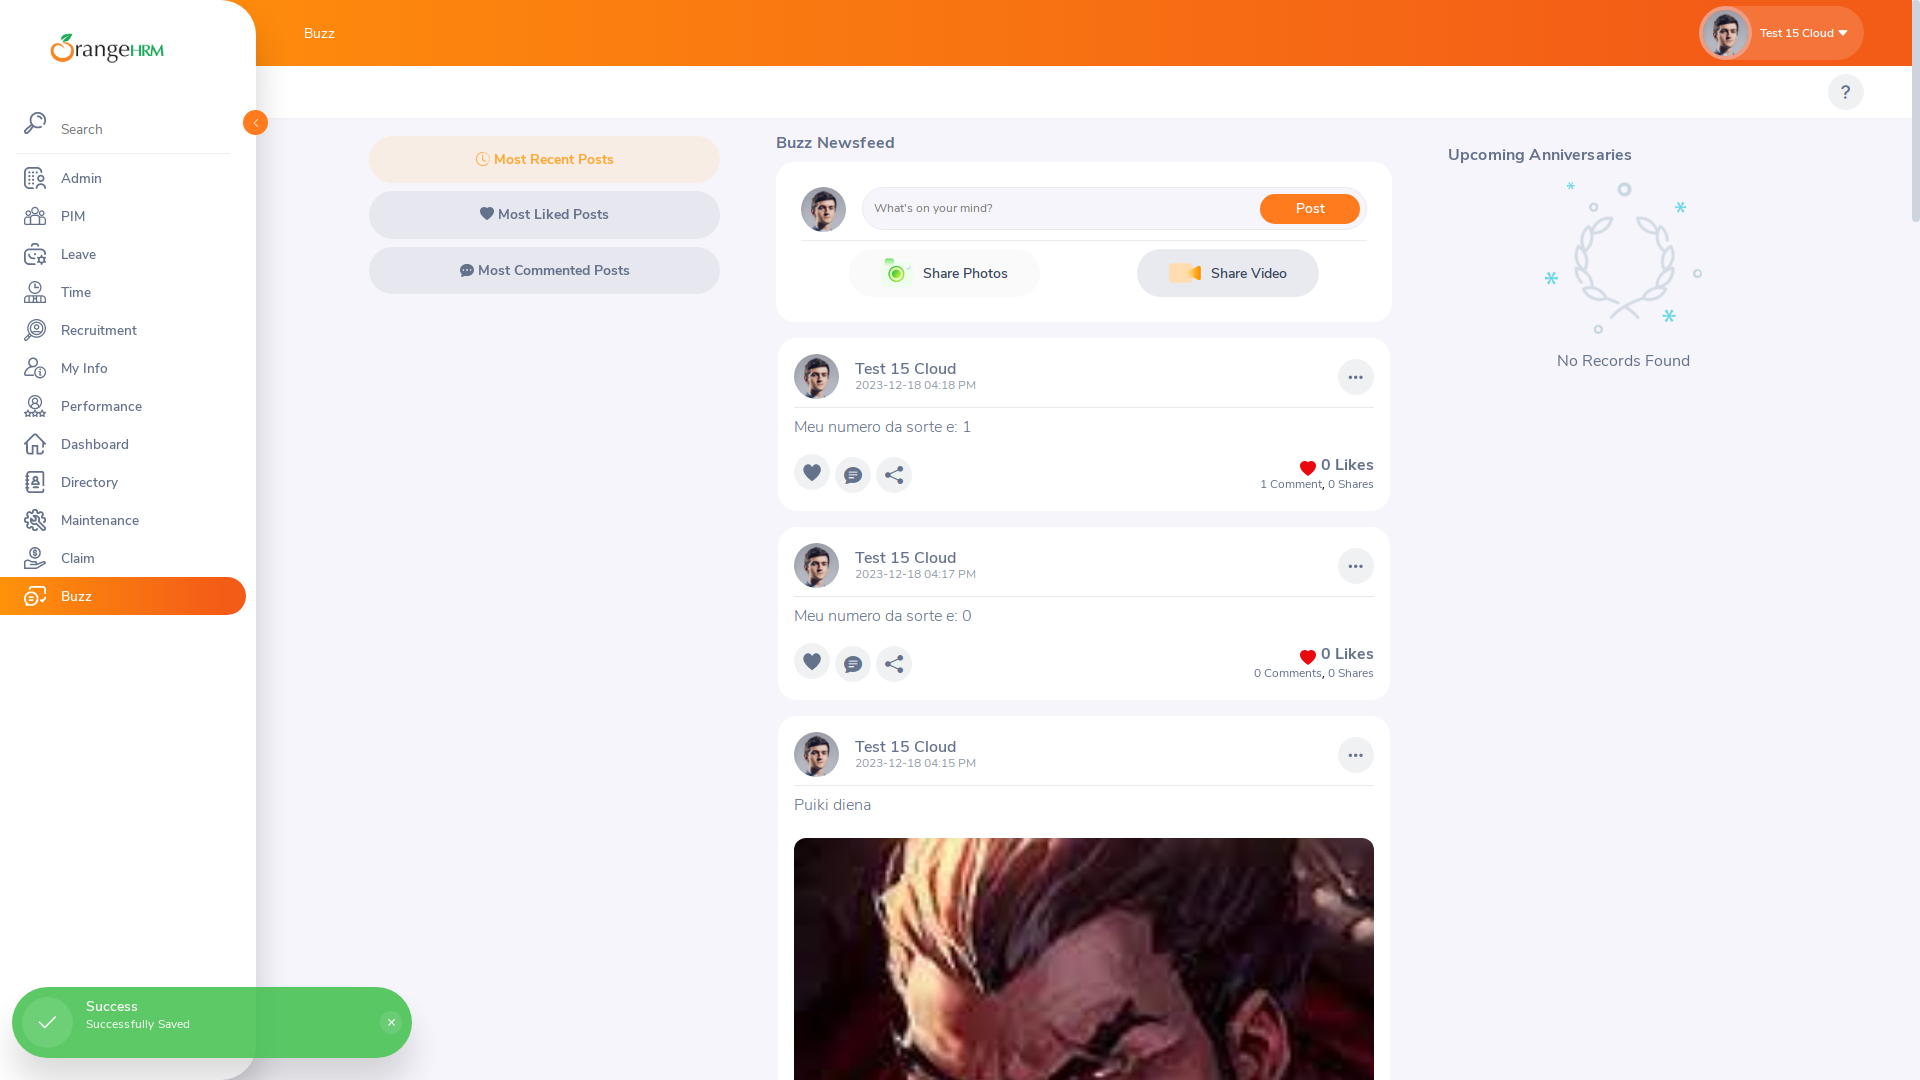 OrangeHRM
Search
Admin
PIM
Leave
Time
Recruitment
My Info
Performance
Dashboard
Directory
Maintenance
Claim
Buzz
Buzz
Test 15 Cloud
?
Most Recent Posts
Most Liked Posts
Most Commented Posts
Buzz Newsfeed
What's on your mind?
Post
Share Photos
Share Video
Test 15 Cloud
2023-12-18 04:18 PM
Meu numero da sorte e: 1
0 Likes
1 Comment, 0 Shares
Test 15 Cloud
2023-12-18 04:17 PM
Meu numero da sorte e: 0
0 Likes
0 Comments, 0 Shares
Test 15 Cloud
2023-12-18 04:15 PM
Puiki diena
Upcoming Anniversaries
No Records Found
Success
Successfully Saved